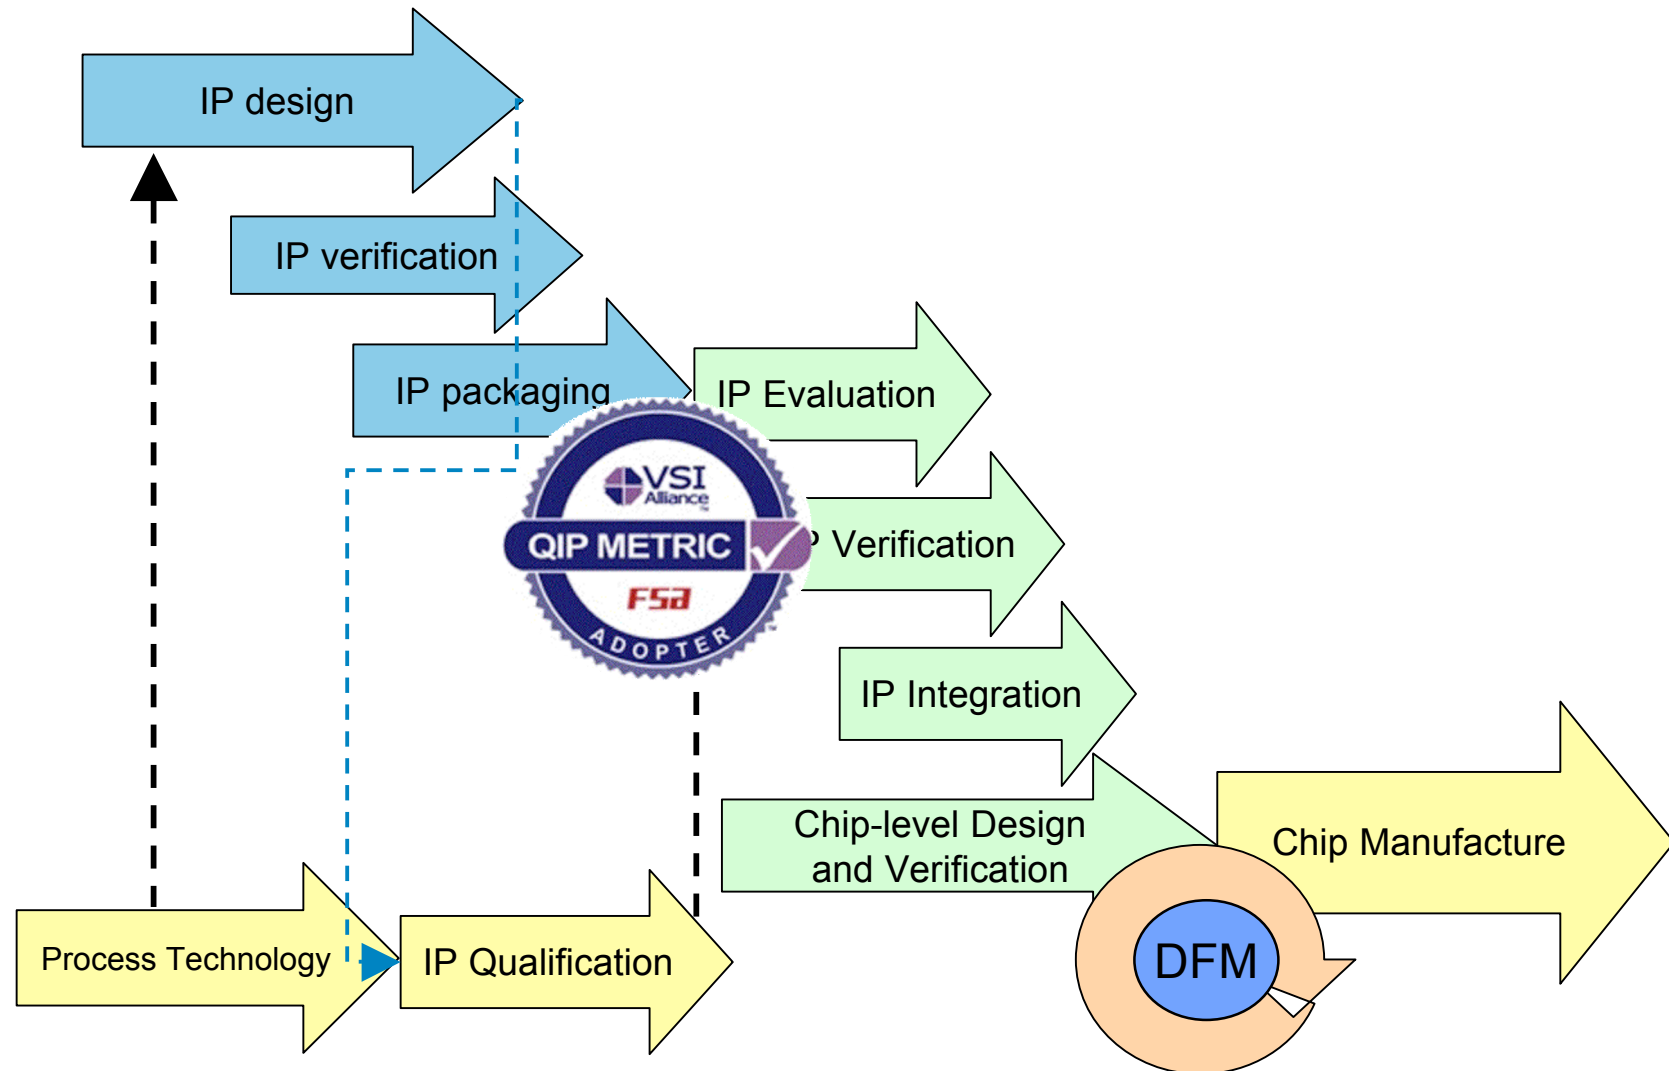 IP design
IP verification
IP packaging
IP Evaluation
VSI
Alliance
QIP METRIC
P Verification
FSA
ADOPTER
IP Integration
Chip-level Design
and Verification
Chip Manufacture
Process Technology
IP Qualification
DFM